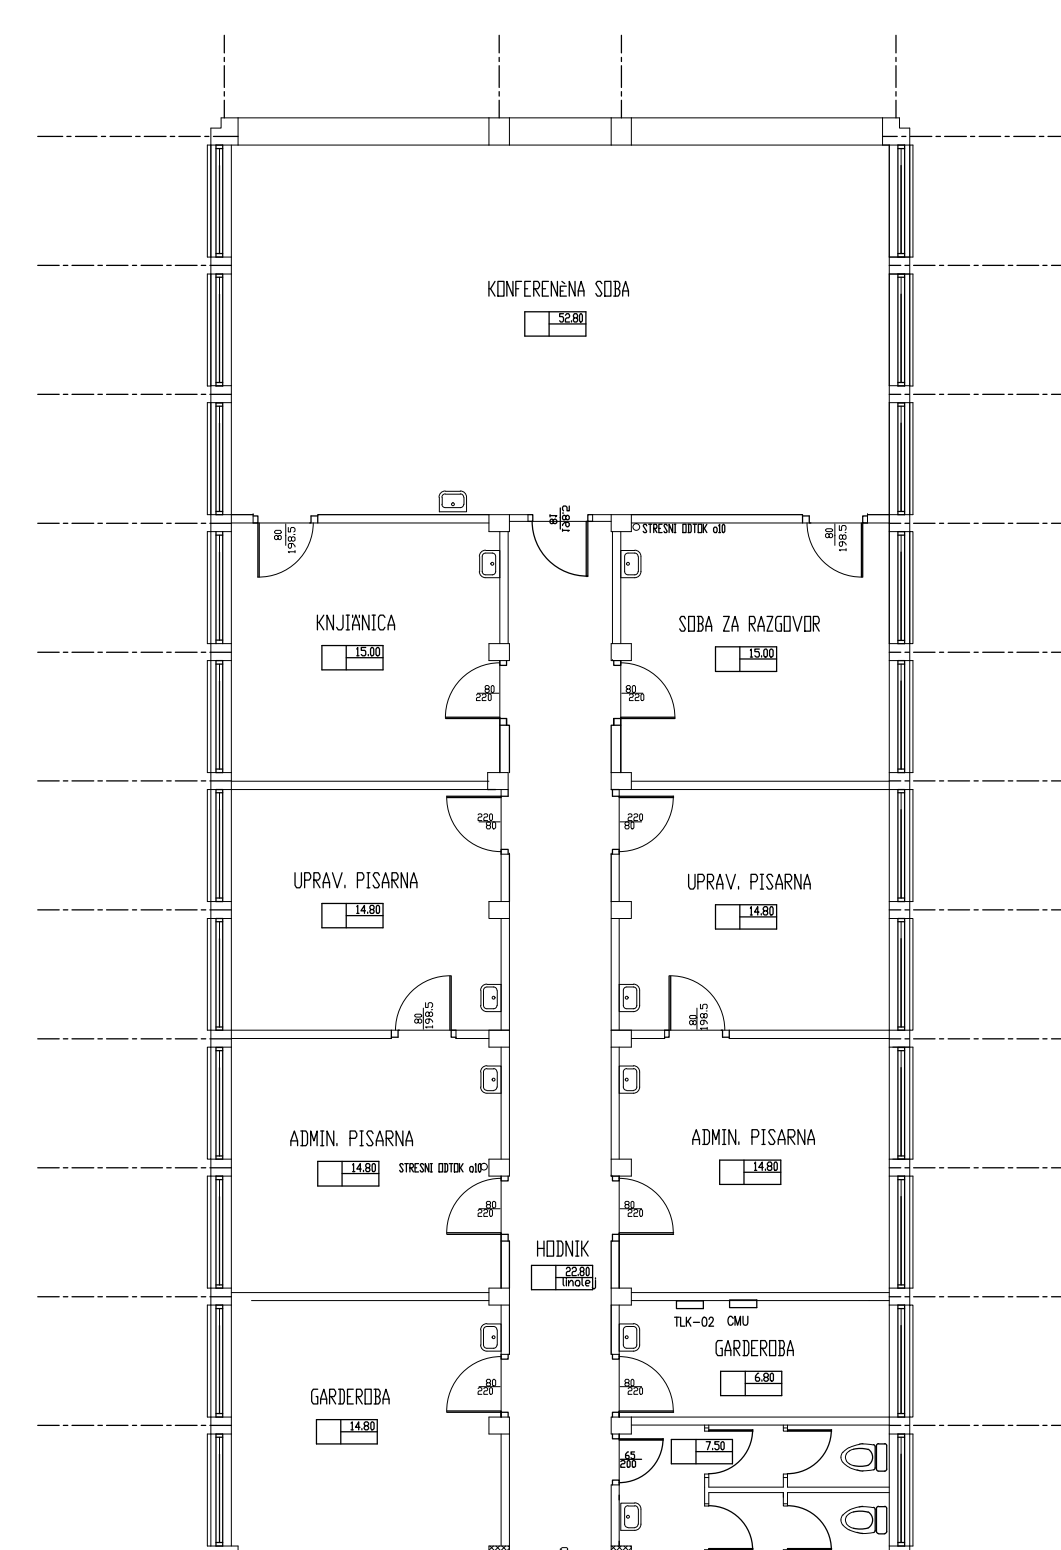 KONFERENÈNA SOBA
52.80
81
198.5
80
198.5
STRESNI ODTOK ø10
80
198.5
KNJIÄNICA
15.00
SOBA ZA RAZGOVOR
15.00
80
220
80
220
220
80
220
80
UPRAV. PISARNA
14.80
UPRAV. PISARNA
14.80
80
198.5
80
198.5
ADMIN. PISARNA
14.80
STRESNI ODTOK ø10
ADMIN. PISARNA
14.80
80
220
80
220
HODNIK
22.80
linolej
TLK-02 CMU
GARDEROBA
6.80
80
220
80
220
GARDEROBA
14.80
7.50
65
200